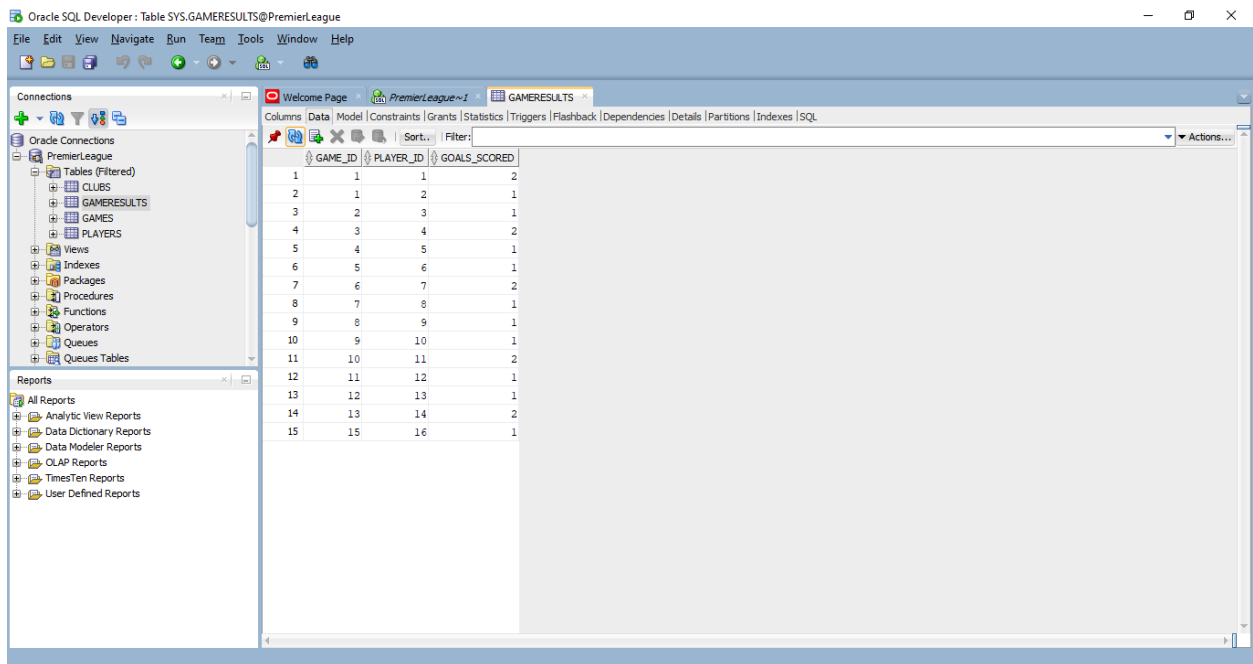 Oracle SQL Developer : Table SYS.GAMERESULTS@PremierLeague
File Edit View Navigate Run Team Tools Window Help
Connections
Oracle Connections
PremierLeague
Tables (Filtered)
CLUBS
GAMERESULTS
GAMES
PLAYERS
Views
Indexes
Packages
Procedures
Functions
Operators
Queues
Queues Tables
Reports
All Reports
Analytic View Reports
Data Dictionary Reports
Data Modeler Reports
OLAP Reports
TimesTen Reports
User Defined Reports
Welcome Page PremierLeague~1 GAMERESULTS
Columns Data Model |Constraints |Grants |Statistics |Triggers |Flashback |Dependencies |Details |Partitions |Indexes |SQL
Sort.. Filter: Actions...
GAME_ID PLAYER_ID GOALS_SCORED
1 1 1 2
2 1 2 1
3 2 3 1
4 3 4 2
5 4 5 1
6 5 6 1
7 6 7 2
8 7 8 1
9 8 9 1
10 9 10 1
11 10 11 2
12 11 12 1
13 12 13 1
14 13 14 2
15 15 16 1